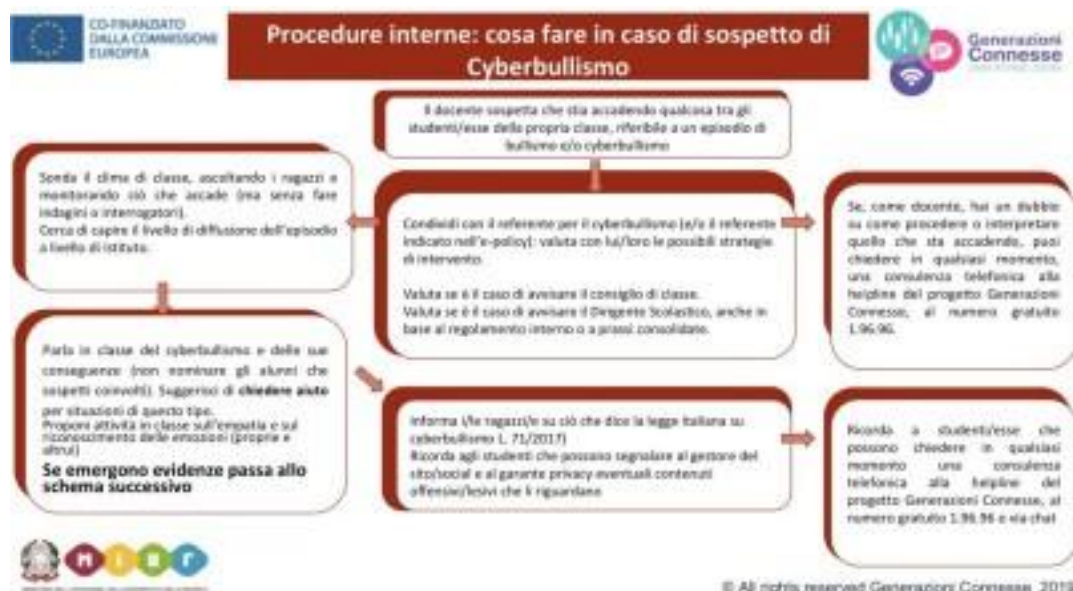 CO-FINANZIATO
DALLA COMMISSIONE
EUROPEA
Procedure interne: cosa fare in caso di sospetto di
Cyberbullismo
Generazioni
Connesse
Il docente sospetta che stia accadendo qualcosa tra gli
studenti/esse della propria classe, riferibile a un episodio di
bullismo e/o cyberbullismo
Sonda il clima di classe, ascoltando i ragazzi e
monitorando ciò che accade (ma senza fare
indagini o interrogatori).
Cerca di capire il livello di diffusione dell'episodio
a livello di istituto.
Condividi con il referente per il cyberbullismo (e/o il referente
indicato nell'e-policy): valuta con lui/loro le possibili strategie
di intervento.
Valuta se è il caso di avvisare il consiglio di classe.
Valuta se è il caso di avvisare il Dirigente Scolastico, anche in
base al regolamento interno o a prassi consolidate.
Se, come docente, hai un dubbio
su come procedere o interpretare
quello che sta accadendo, puoi
chiedere in qualsiasi momento,
una consulenza telefonica alla
helpline del progetto Generazioni
Connesse, al numero gratuito
1.96.96.
Parla in classe del cyberbullismo e delle sue
conseguenze (non nominare gli alunni che
sospetti coinvolti). Suggerisci di chiedere aiuto
per situazioni di questo tipo.
Proponi attività in classe sull'empatia e sul
riconoscimento delle emozioni (proprie e
altrui)
Se emergono evidenze passa allo
schema successivo
Informa i/le ragazzi/e su ciò che dice la legge Italiana su
cyberbullismo L. 71/2017)
Ricorda agli studenti che possono segnalare al gestore del
sito/social e al garante privacy eventuali contenuti
offensivi/lesivi che li riguardano
Ricorda a studenti/esse che
possono chiedere in qualsiasi
momento una consulenza
telefonica alla helpline del
progetto Generazioni Connesse, al
numero gratuito 1.96.96 o via chat
© All rights reserved Generazioni Connesse 2019